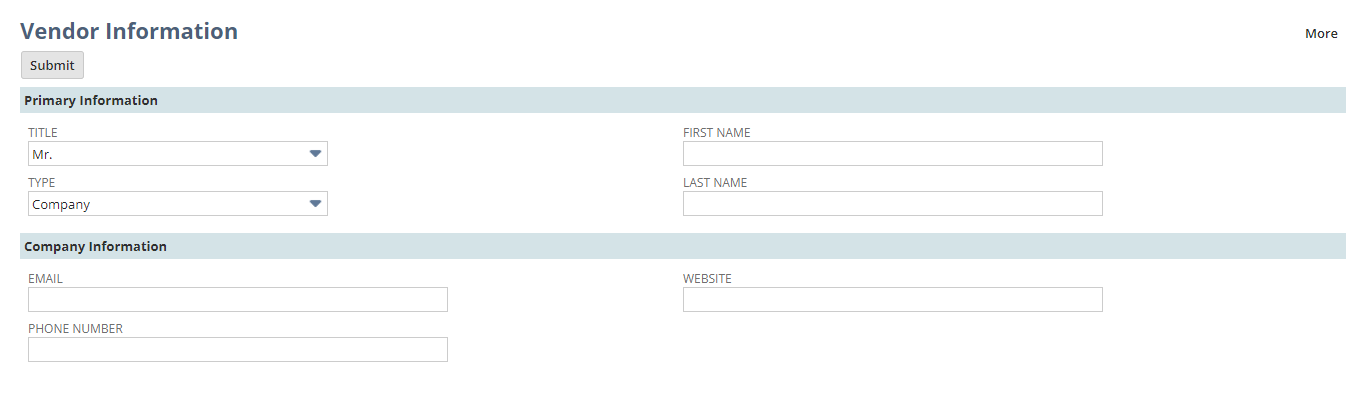 Vendor Information
More
Submit
Primary Information
TITLE
Mr.
FIRST NAME
TYPE
Company
LAST NAME
Company Information
EMAIL
WEBSITE
PHONE NUMBER